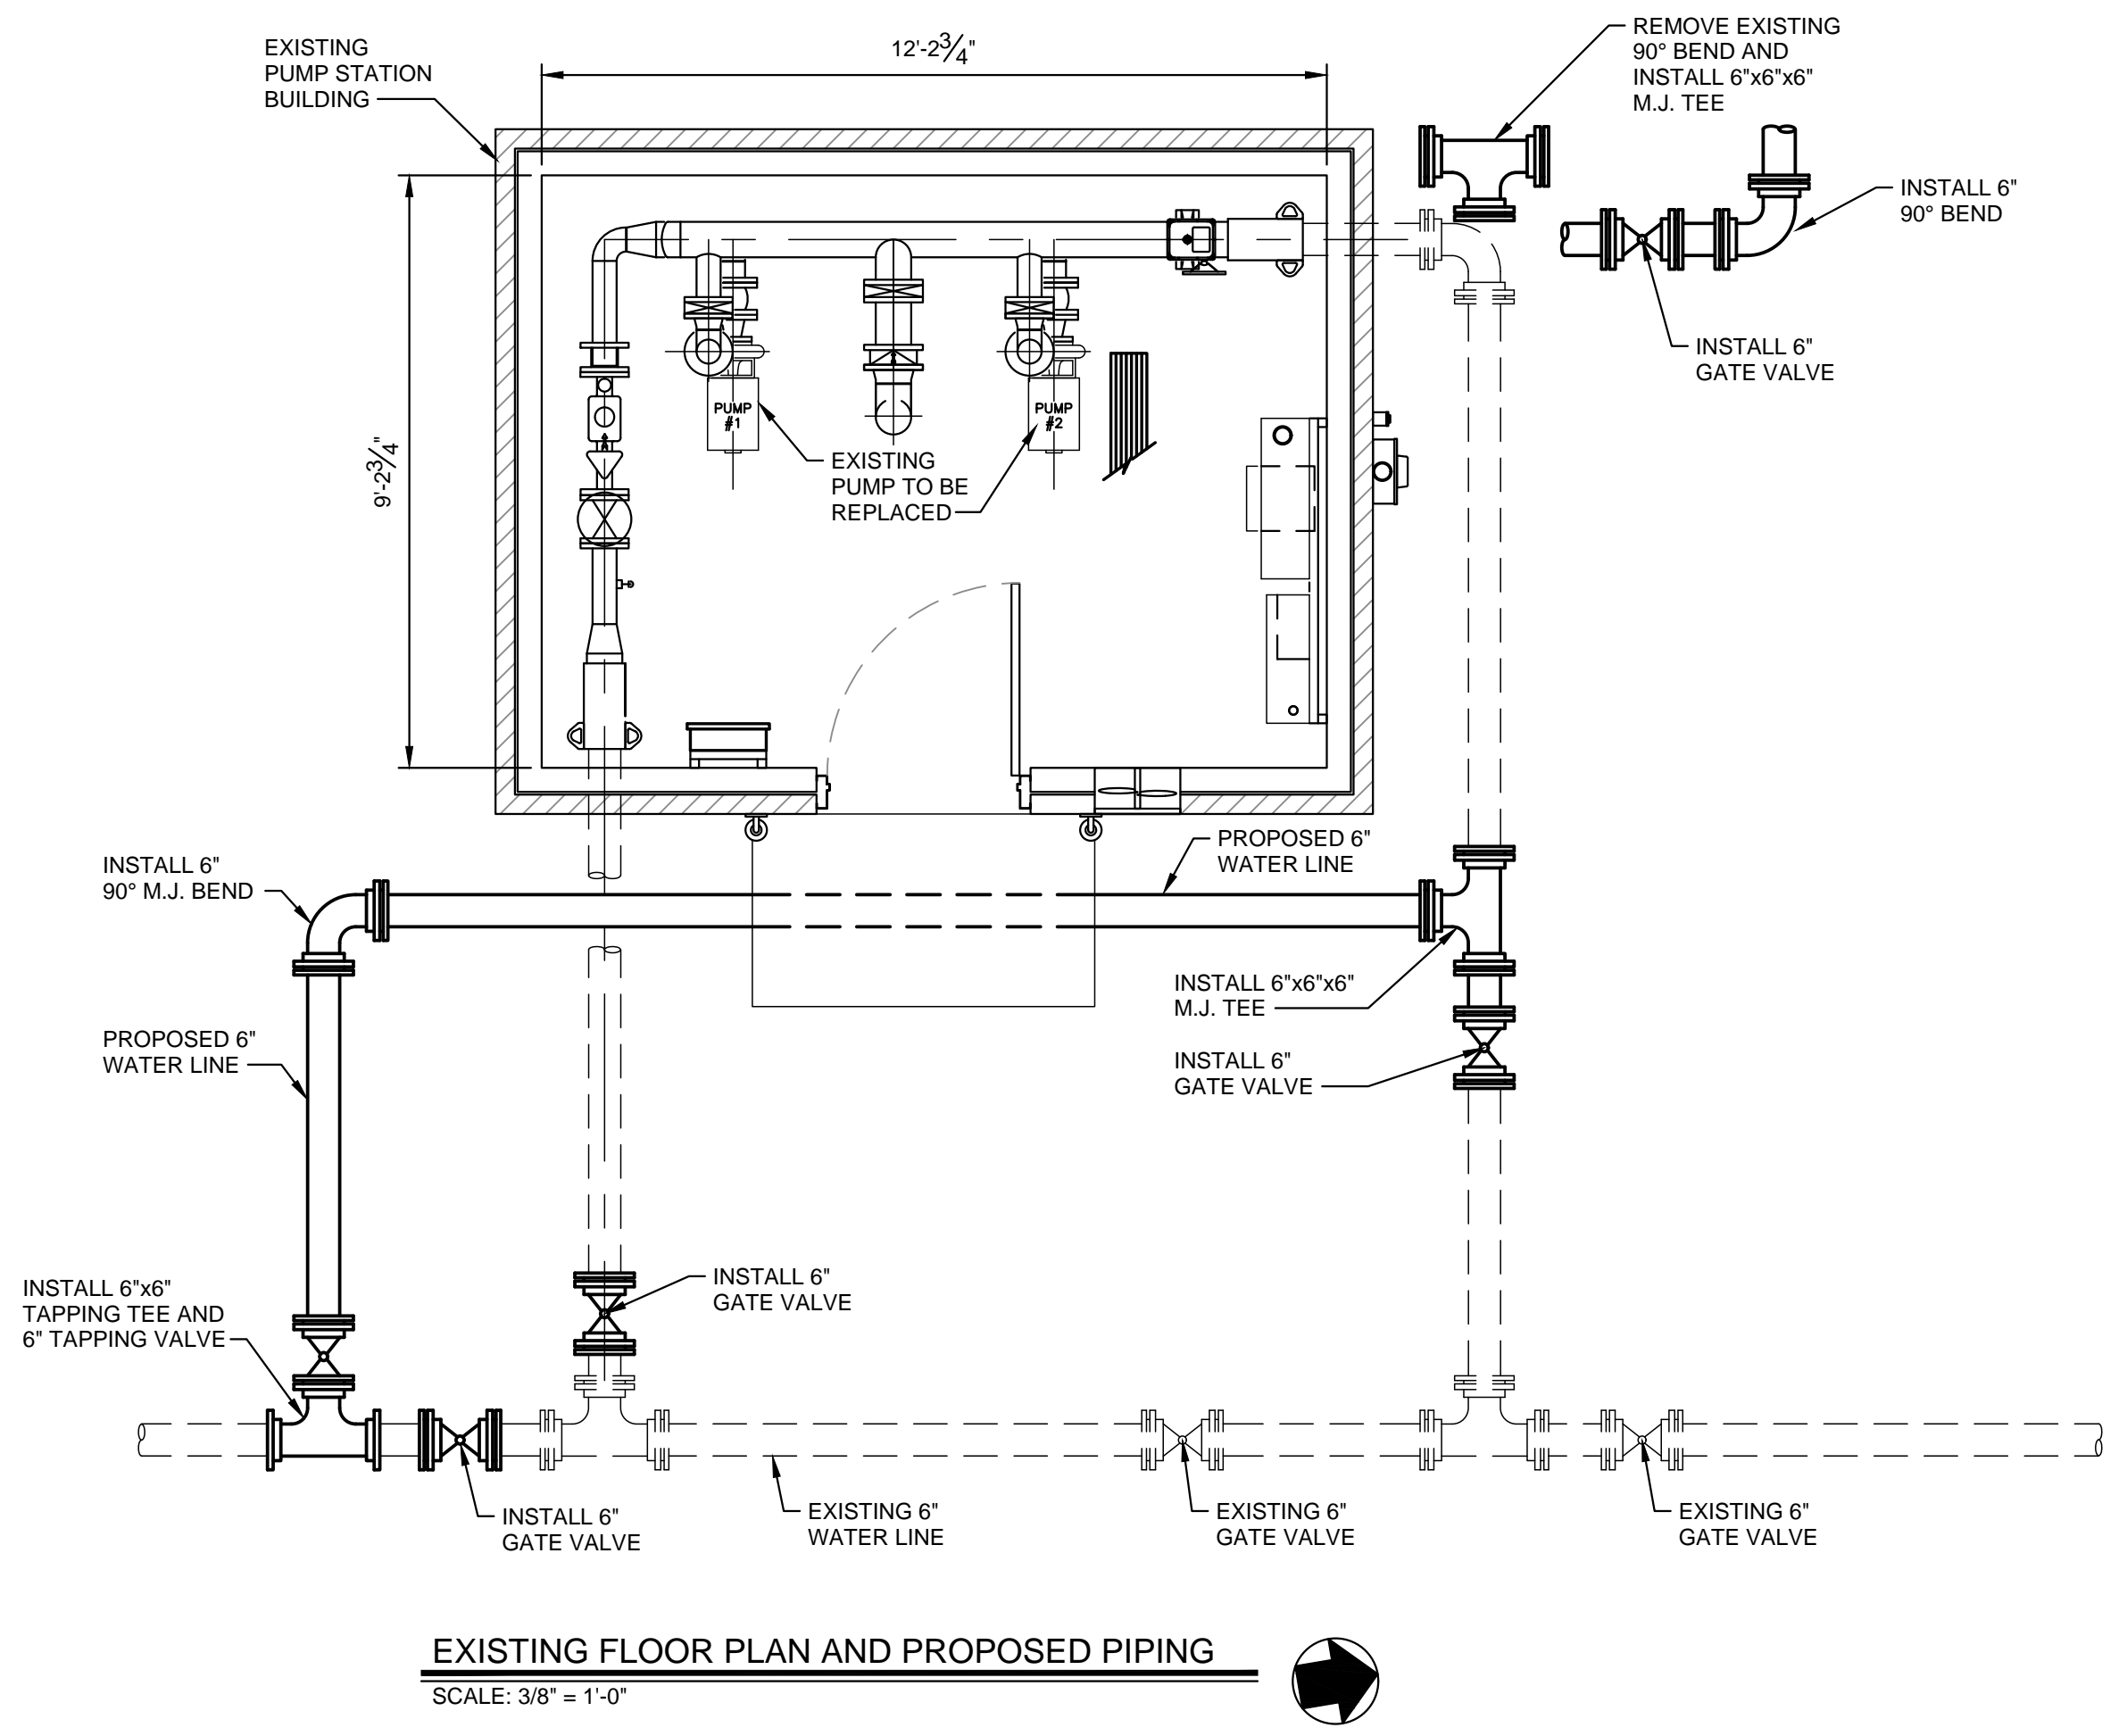 EXISTING
PUMP STATION
BUILDING
12'-2 3/4"
REMOVE EXISTING
90° BEND AND
INSTALL 6"x6"x6"
M.J. TEE
INSTALL 6"
90° BEND
INSTALL 6"
GATE VALVE
9'-2 3/4"
PUMP
#1
PUMP
#2
EXISTING
PUMP TO BE
REPLACED
PROPOSED 6"
WATER LINE
INSTALL 6"
90° M.J. BEND
INSTALL 6"x6"x6"
M.J. TEE
PROPOSED 6"
WATER LINE
INSTALL 6"
GATE VALVE
INSTALL 6"x6"
TAPPING TEE AND
6" TAPPING VALVE
INSTALL 6"
GATE VALVE
INSTALL 6"
GATE VALVE
EXISTING 6"
WATER LINE
EXISTING 6"
GATE VALVE
EXISTING 6"
GATE VALVE
EXISTING FLOOR PLAN AND PROPOSED PIPING
SCALE: 3/8" = 1'-0"